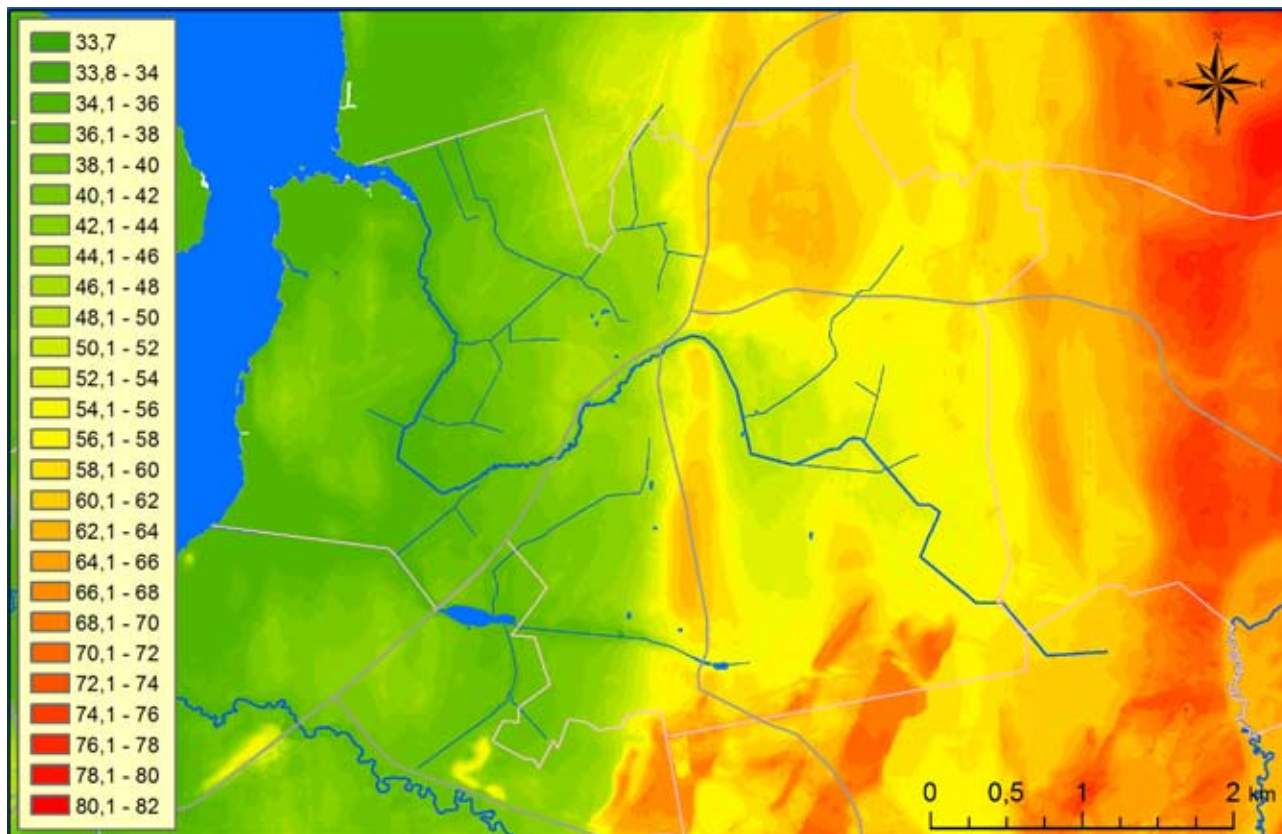 33,7
33,8 - 34
34,1 - 36
36,1 - 38
38,1 - 40
40,1 - 42
42,1 - 44
44,1 - 46
46,1 - 48
48,1 - 50
50,1 - 52
52,1 - 54
54,1 - 56
56,1 - 58
58,1 - 60
60,1 - 62
62,1 - 64
64,1 - 66
66,1 - 68
68,1 - 70
70,1 - 72
72,1 - 74
74,1 - 76
76,1 - 78
78,1 - 80
80,1 - 82
N
W E
S
0 0,5 1 2 km